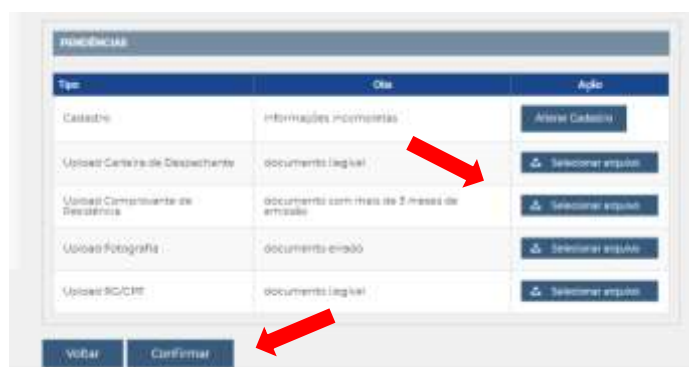 PENDÊNCIAS
Tipo Obs Ação
Cadastro informações incompletas Alterar Cadastro
Upload Carteira de Despachante documento ilegível Selecionar arquivo
Upload Comprovante de Residência documento com mais de 3 meses de emissão Selecionar arquivo
Upload Fotografia documento errado Selecionar arquivo
Upload RG/CPF documento ilegível Selecionar arquivo
Voltar Confirmar